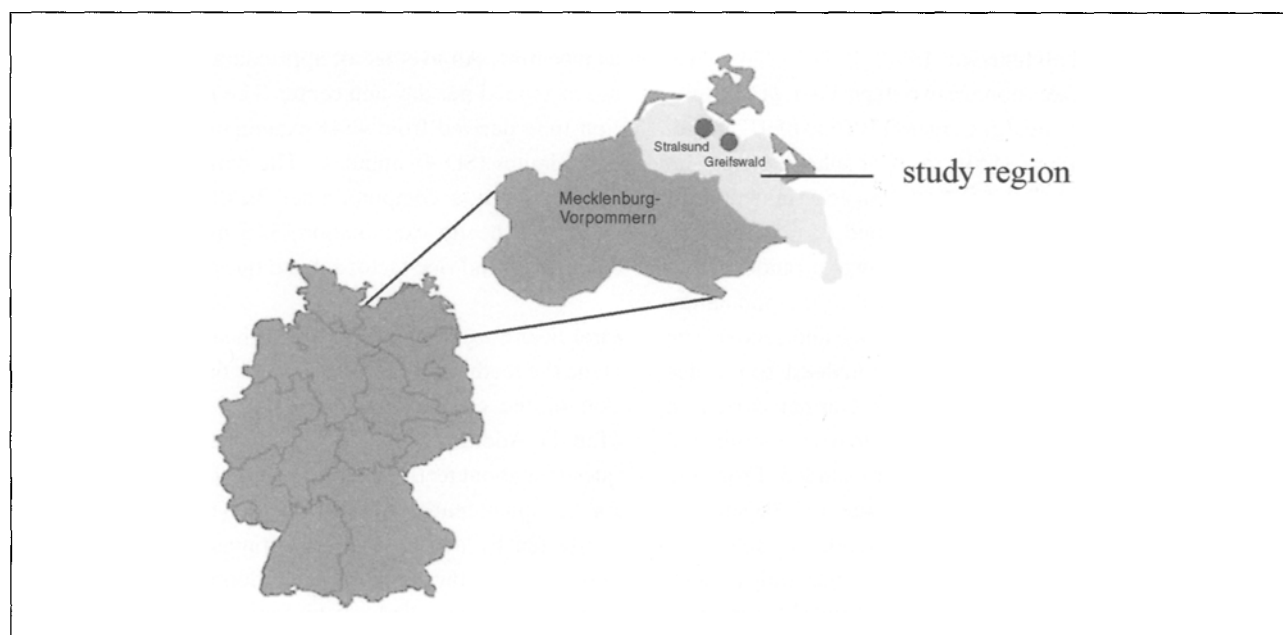 Stralsund
Greifswald
study region
Mecklenburg-
Vorpommern